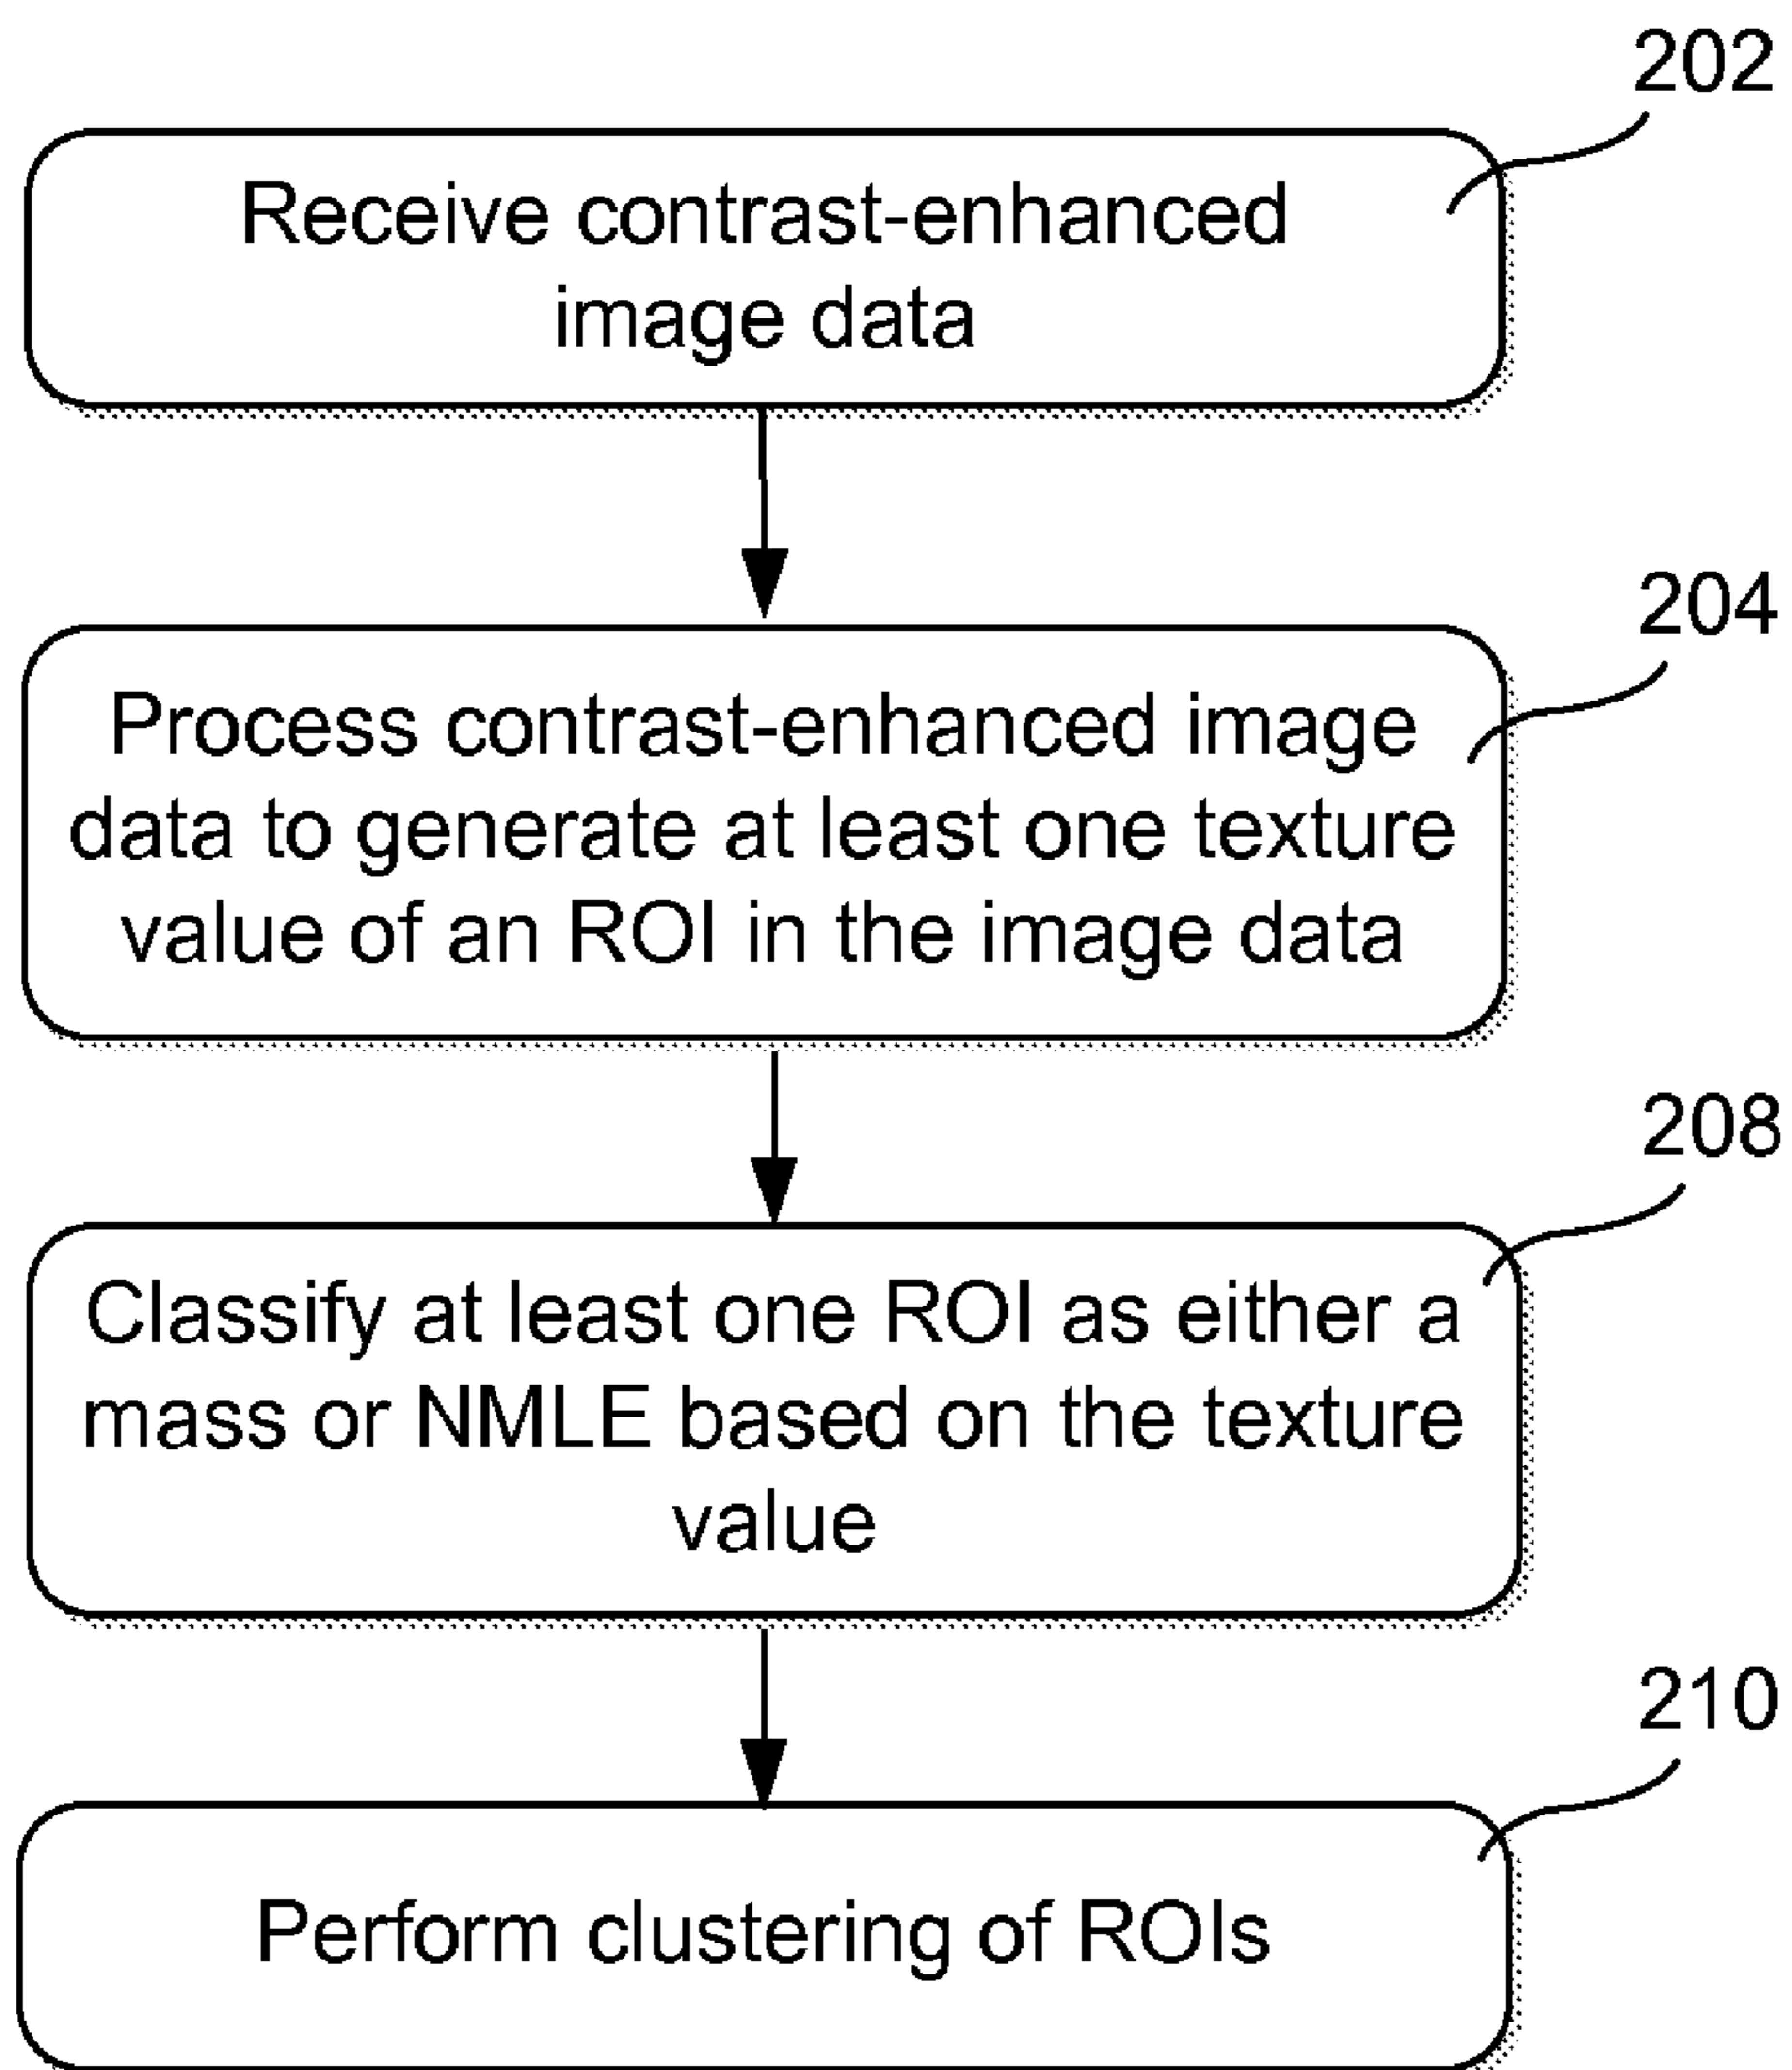 202
Receive contrast-enhanced
image data
204
Process contrast-enhanced image
data to generate at least one texture
value of an ROI in the image data
208
Classify at least one ROI as either a
mass or NMLE based on the texture
value
210
Perform clustering of ROIs